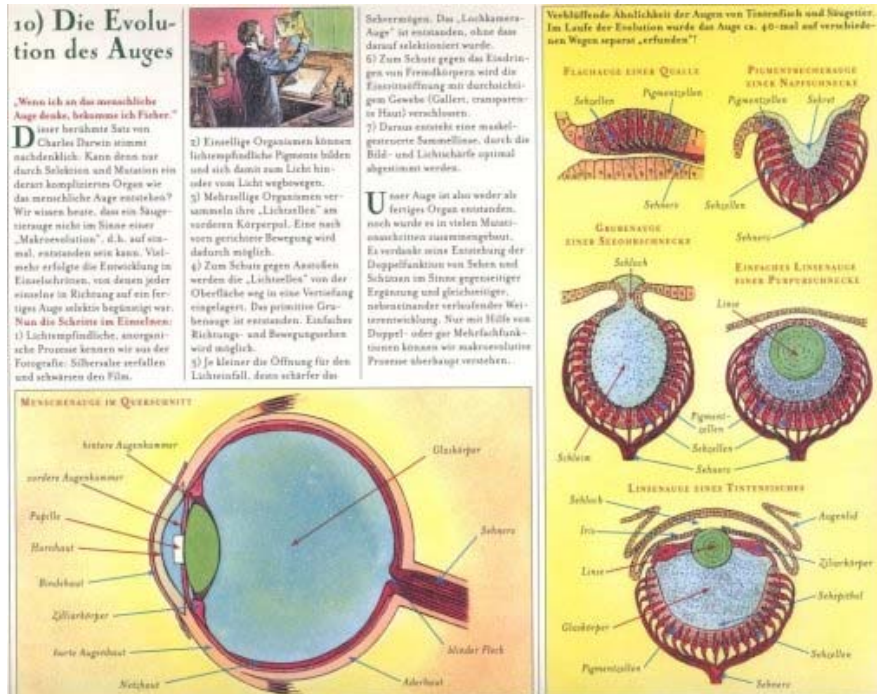 10) Die Evolu-
tion des Auges
„Wenn ich an das menschliche
Auge denke, bekomme ich Fieber."
Dieser berühmte Satz von
Charles Darwin stimmt
nachdenklich: Kann denn nur
durch Selektion und Mutation ein
derart kompliziertes Organ wie
das menschliche Auge entstehen?
Wir wissen heute, dass ein Säuge-
tierauge nicht im Sinne einer
„Makroevolution", d.h. auf ein-
mal, entstanden sein kann. Viel-
mehr erfolgte die Entwicklung in
Einzelschritten, von denen jeder
einzelne in Richtung auf ein fer-
tiges Auge selektiv begünstigt war.
Nun die Schritte im Einzelnen:
1) Lichtempfindliche, anorgani-
sche Prozesse kennen wir aus der
Fotografie: Silbersalze zerfallen
und schwärzen den Film.
2) Einzellige Organismen können
lichtempfindliche Pigmente bilden
und sich damit zum Licht hin-
oder vom Licht wegbewegen.
3) Mehrzellige Organismen ver-
sammeln ihre „Lichtzellen" am
vorderen Körperpol. Eine nach
vorn gerichtete Bewegung wird
dadurch möglich.
4) Zum Schutz gegen Anstoßen
werden die „Lichtzellen" von der
Oberfläche weg in eine Vertiefung
eingelagert. Das primitive Gru-
benauge ist entstanden. Einfaches
Richtungs- und Bewegungssehen
wird möglich.
5) Je kleiner die Öffnung für den
Lichteinfall, desto schärfer das
Sehvermögen. Das „Lochkamera-
Auge" ist entstanden, ohne dass
darauf selektioniert wurde.
6) Zum Schutz gegen das Eindrin-
gen von Fremdkörpern wird die
Eintrittsöffnung mit durchsichti-
gem Gewebe (Gallert, transparen-
te Haut) verschlossen.
7) Daraus entsteht eine muskel-
gesteuerte Sammellinse, durch die
Bild- und Lichtschärfe optimal
abgestimmt werden.
Unser Auge ist also weder als
fertiges Organ entstanden,
noch wurde es in vielen Mutati-
onsschritten zusammengebaut.
Es verdankt seine Entstehung der
Doppelfunktion von Sehen und
Schützen im Sinne gegenseitiger
Ergänzung und gleichzeitiger,
nebeneinander verlaufender Wei-
terentwicklung. Nur mit Hilfe von
Doppel- oder gar Mehrfachfunk-
tionen können wir makroevolutive
Prozesse überhaupt verstehen.
Menschenauge im Querschnitt
hintere Augenkammer
vordere Augenkammer
Pupille
Hornhaut
Bindehaut
Ziliarkörper
harte Augenhaut
Netzhaut
Glaskörper
Sehnerv
blinder Fleck
Aderhaut
Verblüffende Ähnlichkeit der Augen von Tintenfisch und Säugetier.
Im Laufe der Evolution wurde das Auge ca. 40-mal auf verschiede-
nen Wegen separat „erfunden"!
Flachauge einer Qualle
Sehzellen
Pigmentzellen
Sehnerv
Pigmentbecherauge
einer Napfschnecke
Pigmentzellen
Sekret
Sehzellen
Sehnerv
Grubenauge
einer Seeohrschnecke
Sehloch
Schleim
Einfaches Linsenauge
einer Purpurschnecke
Linse
Pigment-
zellen
Sehzellen
Sehnerv
Linsenauge eines Tintenfisches
Sehloch
Iris
Linse
Glaskörper
Pigmentzellen
Augenlid
Ziliarkörper
Sehepithel
Sehzellen
Sehnerv